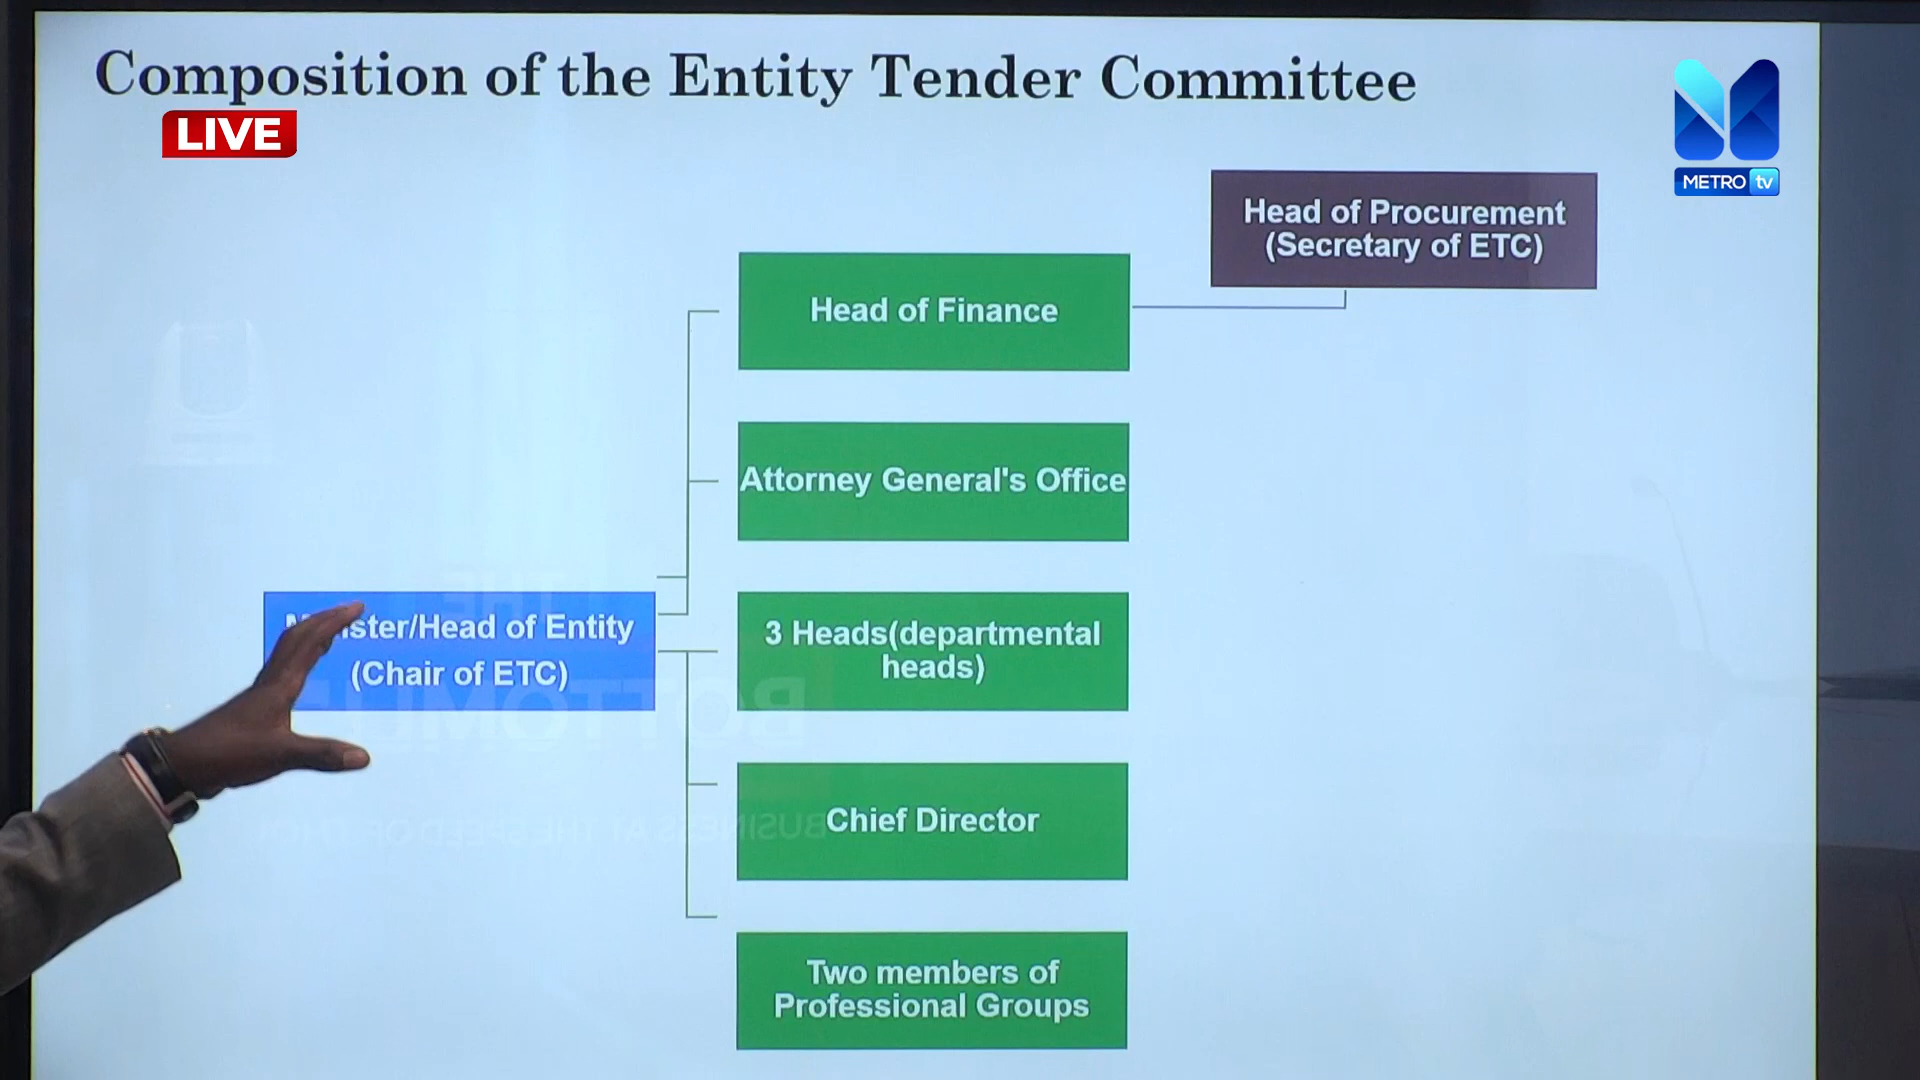 Composition of the Entity Tender Committee
LIVE
METRO tv
Head of Procurement
(Secretary of ETC)
Head of Finance
Attorney General's Office
3 Heads(departmental
heads)
/Head of Entity
(Chair of ETC)
Chief Director
Two members of
Professional Groups